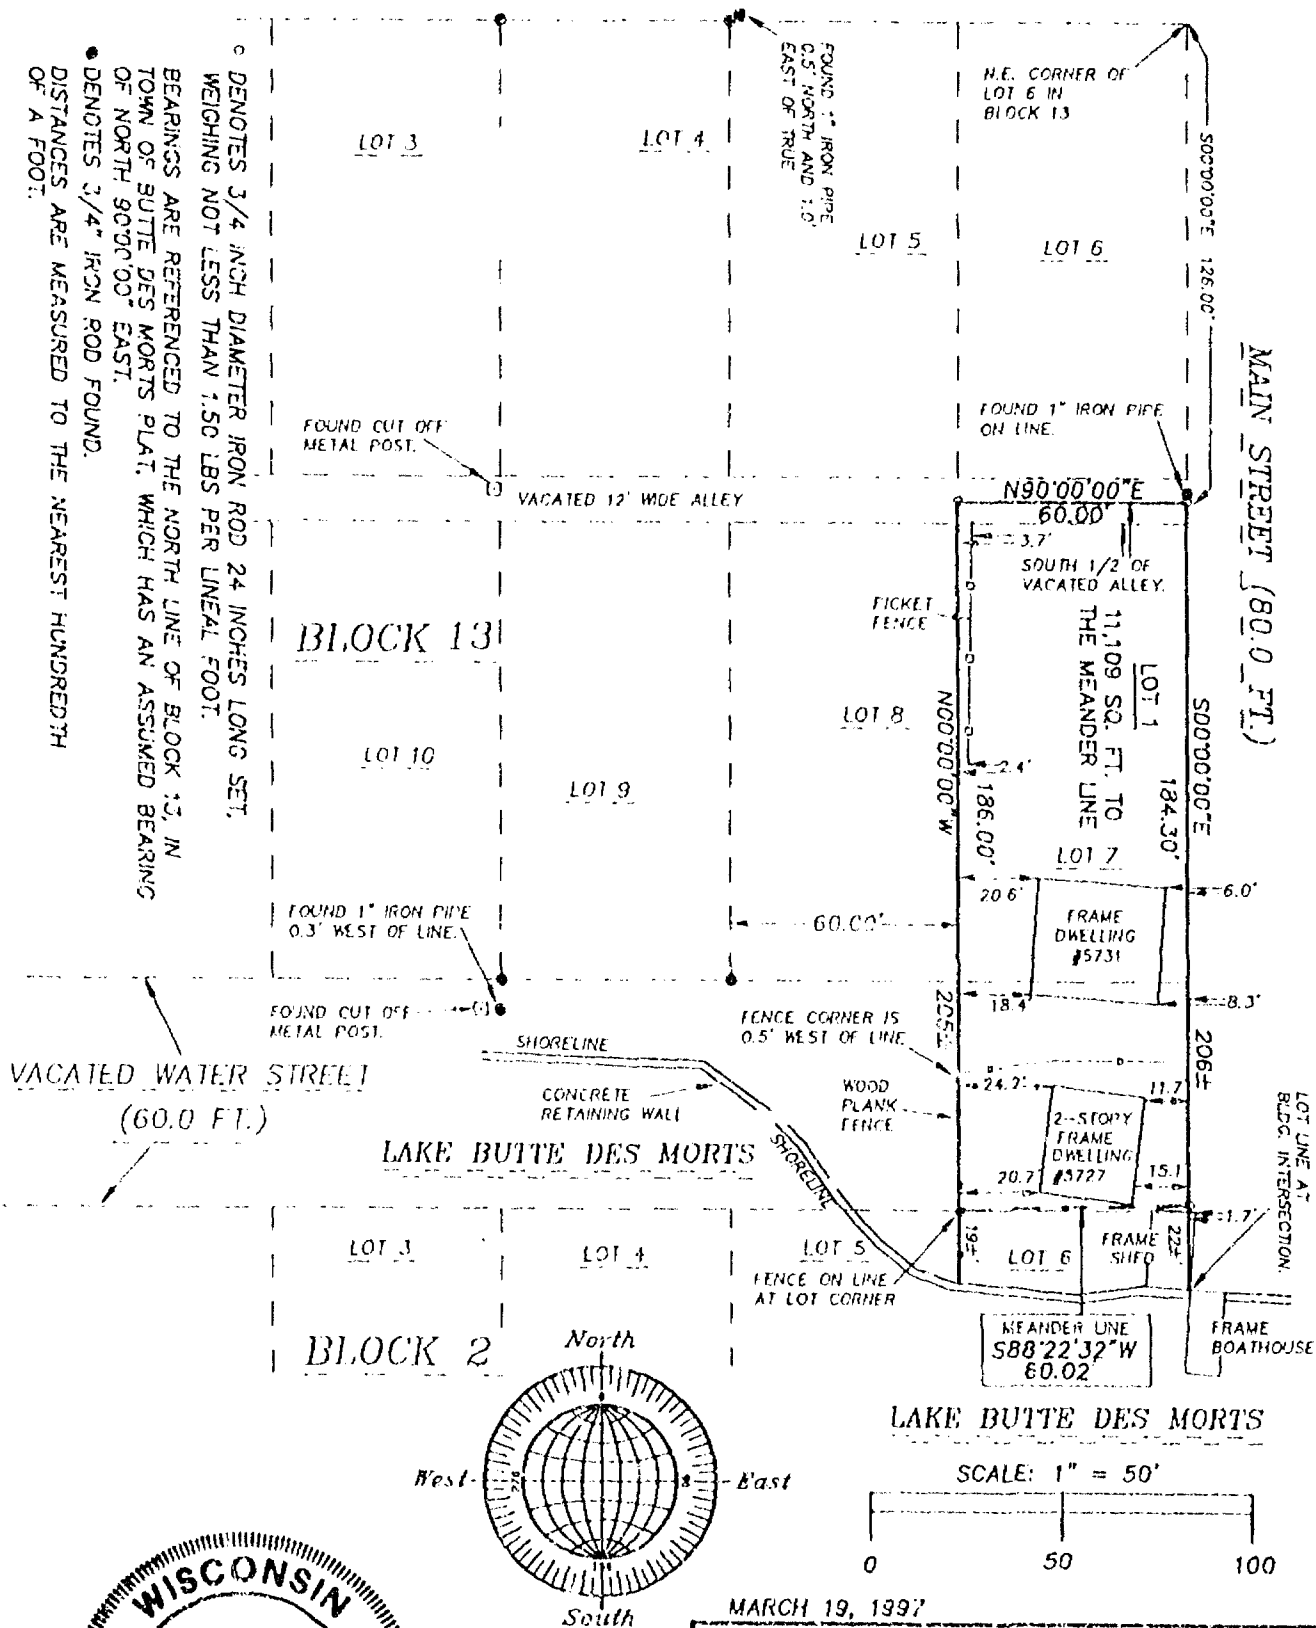 N.E. CORNER OF
LOT 6 IN
BLOCK 13
S00°00'00"E 126.00'
FOUND 1" IRON PIPE
0.5' NORTH AND 1.0'
EAST OF TRUE
LOT 3
LOT 4
LOT 5
LOT 6
MAIN STREET (80.0 FT.)
○ DENOTES 3/4 INCH DIAMETER IRON ROD 24 INCHES LONG SET,
WEIGHING NOT LESS THAN 1.50 LBS PER LINEAL FOOT.
BEARINGS ARE REFERENCED TO THE NORTH LINE OF BLOCK 13, IN
TOWN OF BUTTE DES MORTS PLAT, WHICH HAS AN ASSUMED BEARING
OF NORTH 90°00'00" EAST.
● DENOTES 3/4" IRON ROD FOUND.
DISTANCES ARE MEASURED TO THE NEAREST HUNDREDTH
OF A FOOT.
FOUND CUT OFF
METAL POST.
FOUND 1" IRON PIPE
ON LINE.
VACATED 12' WIDE ALLEY
N90°00'00"E
60.00'
3.7'
SOUTH 1/2 OF
VACATED ALLEY.
PICKET
FENCE
LOT 1
11,109 SQ. FT. TO
THE MEANDER LINE
BLOCK 13
LOT 8
N00°00'00"W
186.00'
S00°00'00"E
184.30'
LOT 10
LOT 9
2.4'
LOT 7
20.6'
6.0'
FRAME
DWELLING
#5731
FOUND 1" IRON PIPE
0.3' WEST OF LINE.
60.00'
18.4'
8.3'
FOUND CUT OFF
METAL POST.
205±
206±
FENCE CORNER IS
0.5' WEST OF LINE
SHORELINE
VACATED WATER STREET
(60.0 FT.)
CONCRETE
RETAINING WALL
WOOD
PLANK
FENCE
24.2'
11.7
2-STORY
FRAME
DWELLING
#5727
LOT LINE AT
BLDG. INTERSECTION.
LAKE BUTTE DES MORTS
SHORELINE
20.7'
15.1
1.7'
LOT 3
LOT 4
LOT 5
19±
LOT 6
FRAME
SHED
22±
FENCE ON LINE
AT LOT CORNER
BLOCK 2
MEANDER LINE
S88°22'32"W
60.02'
FRAME
BOATHOUSE
North
West
East
South
LAKE BUTTE DES MORTS
SCALE: 1" = 50'
0 50 100
WISCONSIN
MARCH 19, 1997